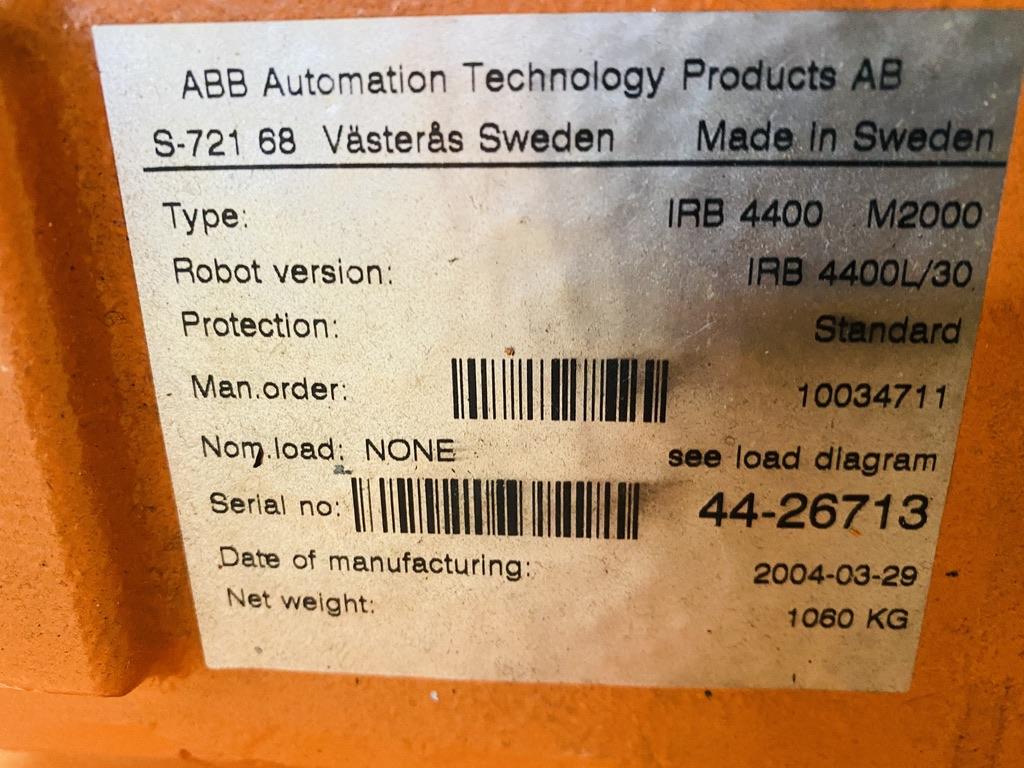 ABB Automation Technology Products AB
S-721 68 Västerås Sweden Made in Sweden
Type: IRB 4400 M2000
Robot version: IRB 4400L/30
Protection: Standard
Man.order: 10034711
Nom.load: NONE see load diagram
Serial no: 44-26713
Date of manufacturing: 2004-03-29
Net weight: 1060 KG